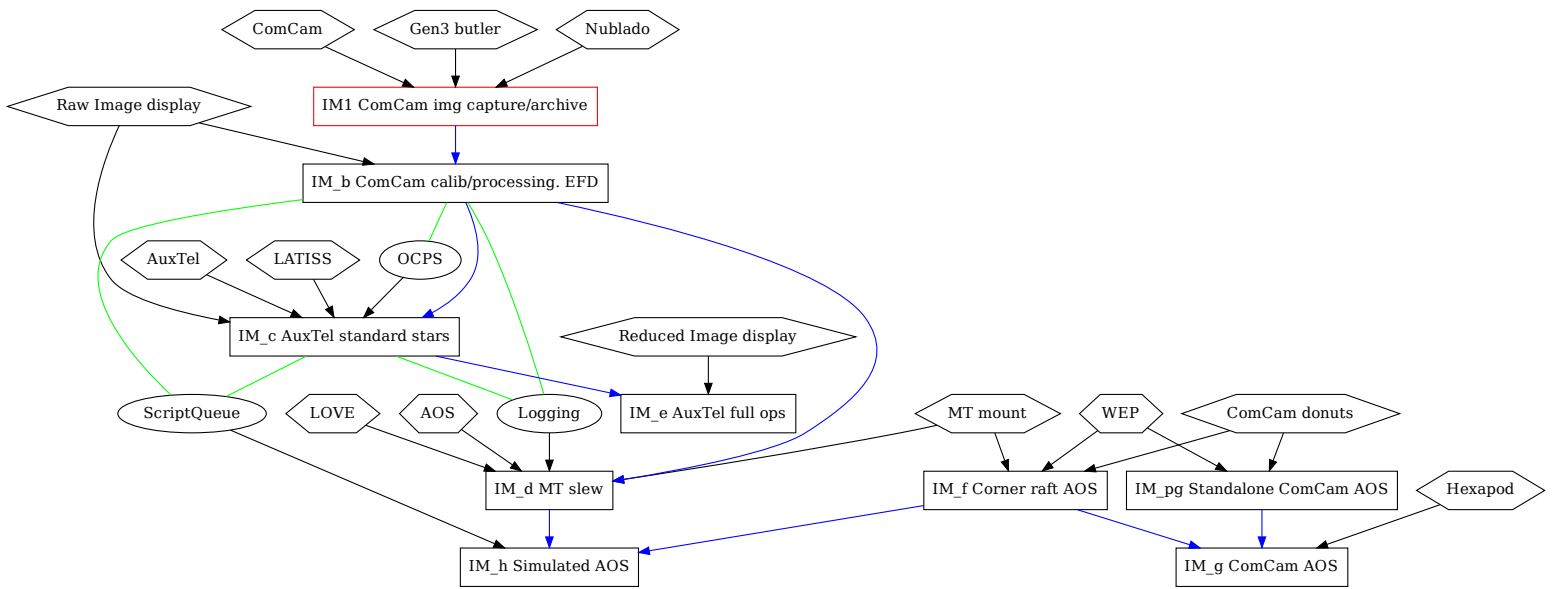 ComCam
Gen3 butler
Nublado
Raw Image display
IM1 ComCam img capture/archive
IM_b ComCam calib/processing. EFD
AuxTel
LATISS
OCPS
IM_c AuxTel standard stars
Reduced Image display
ScriptQueue
LOVE
AOS
Logging
IM_e AuxTel full ops
MT mount
WEP
ComCam donuts
IM_d MT slew
IM_f Corner raft AOS
IM_pg Standalone ComCam AOS
Hexapod
IM_h Simulated AOS
IM_g ComCam AOS